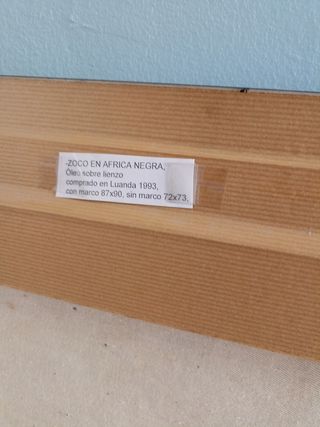 -ZOCO EN AFRICA NEGRA,
Óleo sobre lienzo
comprado en Luanda 1993,
con marco 87x90, sin marco 72x73,